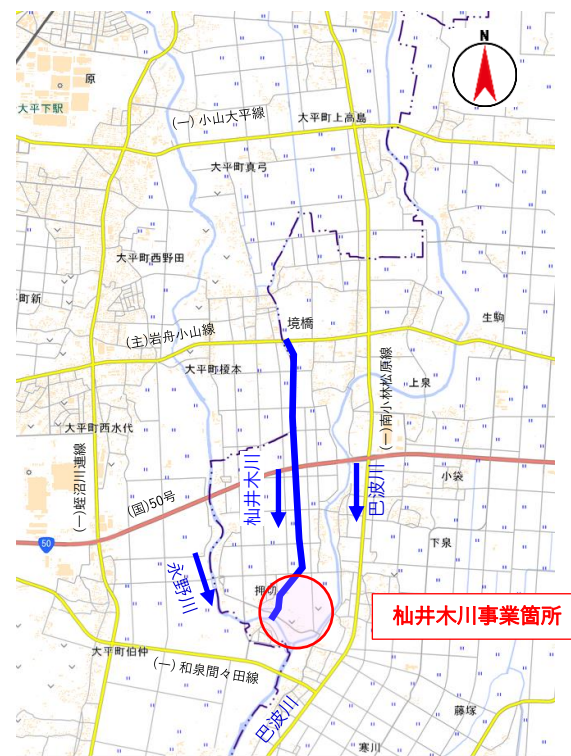 N
原
大平下駅
(一) 小山大平線
大平町上高島
大平町真弓
大平町西野田
町新
境橋
生駒
(主)岩舟小山線
大平町榎本
(一)南小林松原線
上泉
大平町西水代
(一)蛭沼川連線
杣井木川
巴波川
小袋
(国)50号
50
下泉
永野川
押切
杣井木川事業箇所
大平町伯仲
(一) 和泉間々田線
巴波川
藤塚
寒川